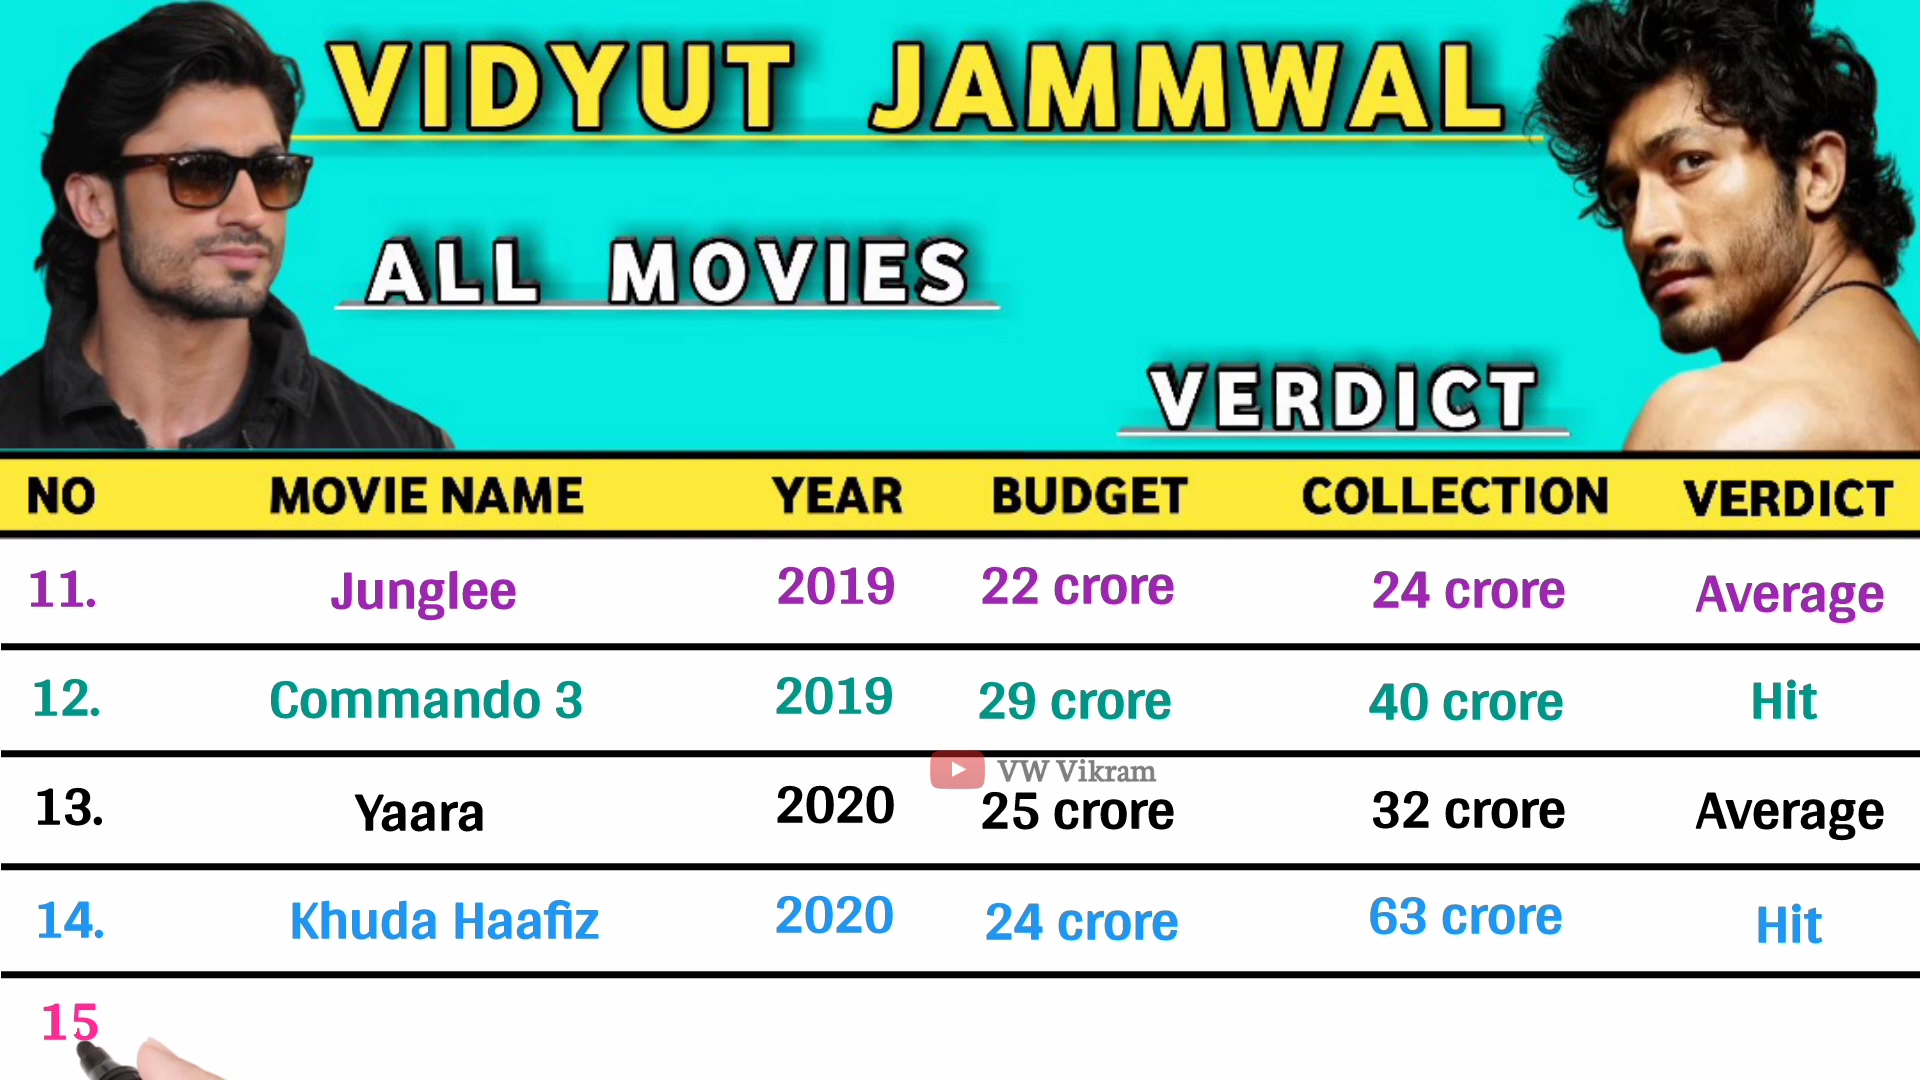 VIDYUT JAMMWAL
ALL MOVIES
VERDICT
NO MOVIE NAME YEAR BUDGET COLLECTION VERDICT
11. Junglee 2019 22 crore 24 crore Average
12. Commando 3 2019 29 crore 40 crore Hit
VW Vikram
13. Yaara 2020 25 crore 32 crore Average
14. Khuda Haafiz 2020 24 crore 63 crore Hit
15